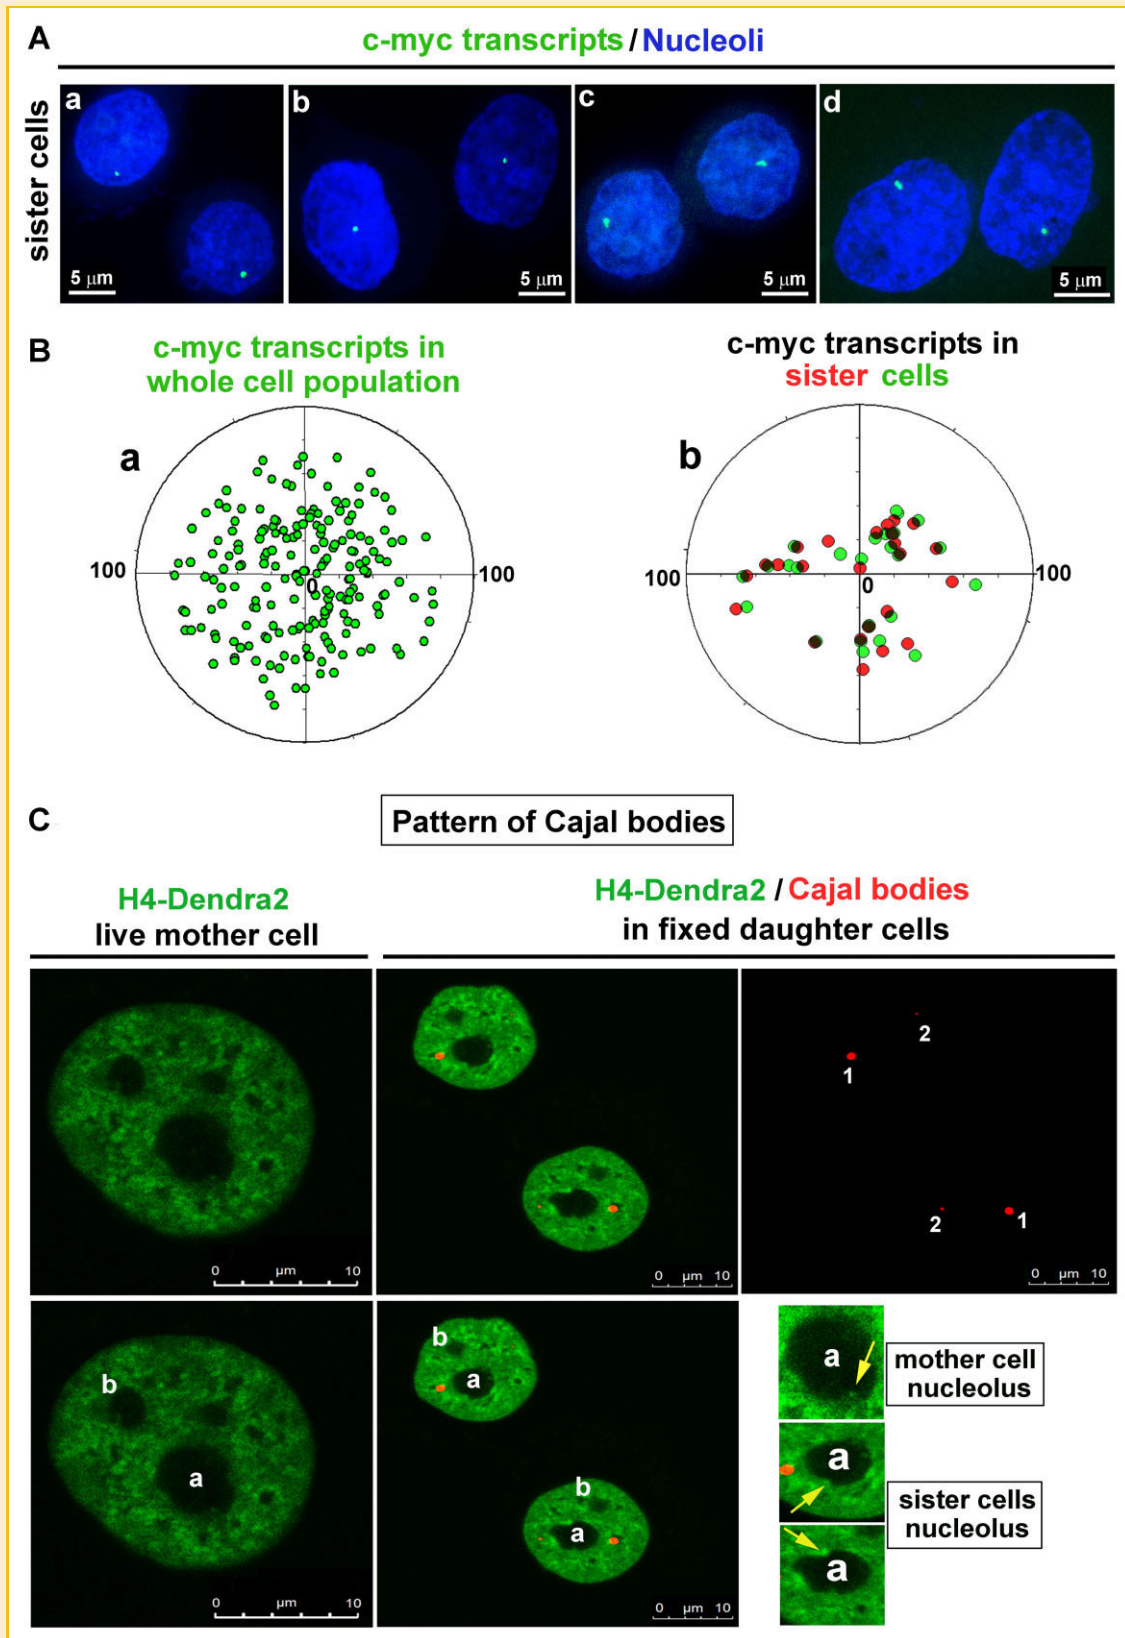 A
c-myc transcripts / Nucleoli
sister cells
a
b
c
d
5 µm
5 µm
5 µm
5 µm
B
c-myc transcripts in
whole cell population
c-myc transcripts in
sister cells
a
b
100
0
100
100
0
100
C
Pattern of Cajal bodies
H4-Dendra2
live mother cell
H4-Dendra2 / Cajal bodies
in fixed daughter cells
2
1
2
1
0 µm 10
0 µm 10
0 µm 10
b
a
b
a
b
a
a
mother cell
nucleolus
a
sister cells
nucleolus
a
0 µm 10
0 µm 10